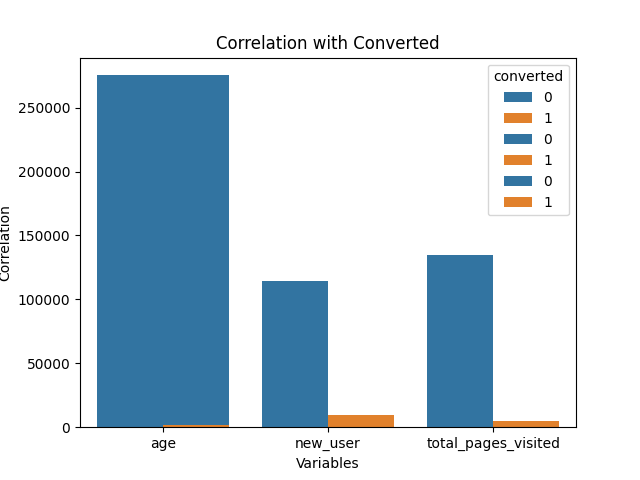 Correlation with Converted
converted
0
1
0
1
0
1
250000
200000
150000
100000
50000
0
Correlation
age
new_user
total_pages_visited
Variables